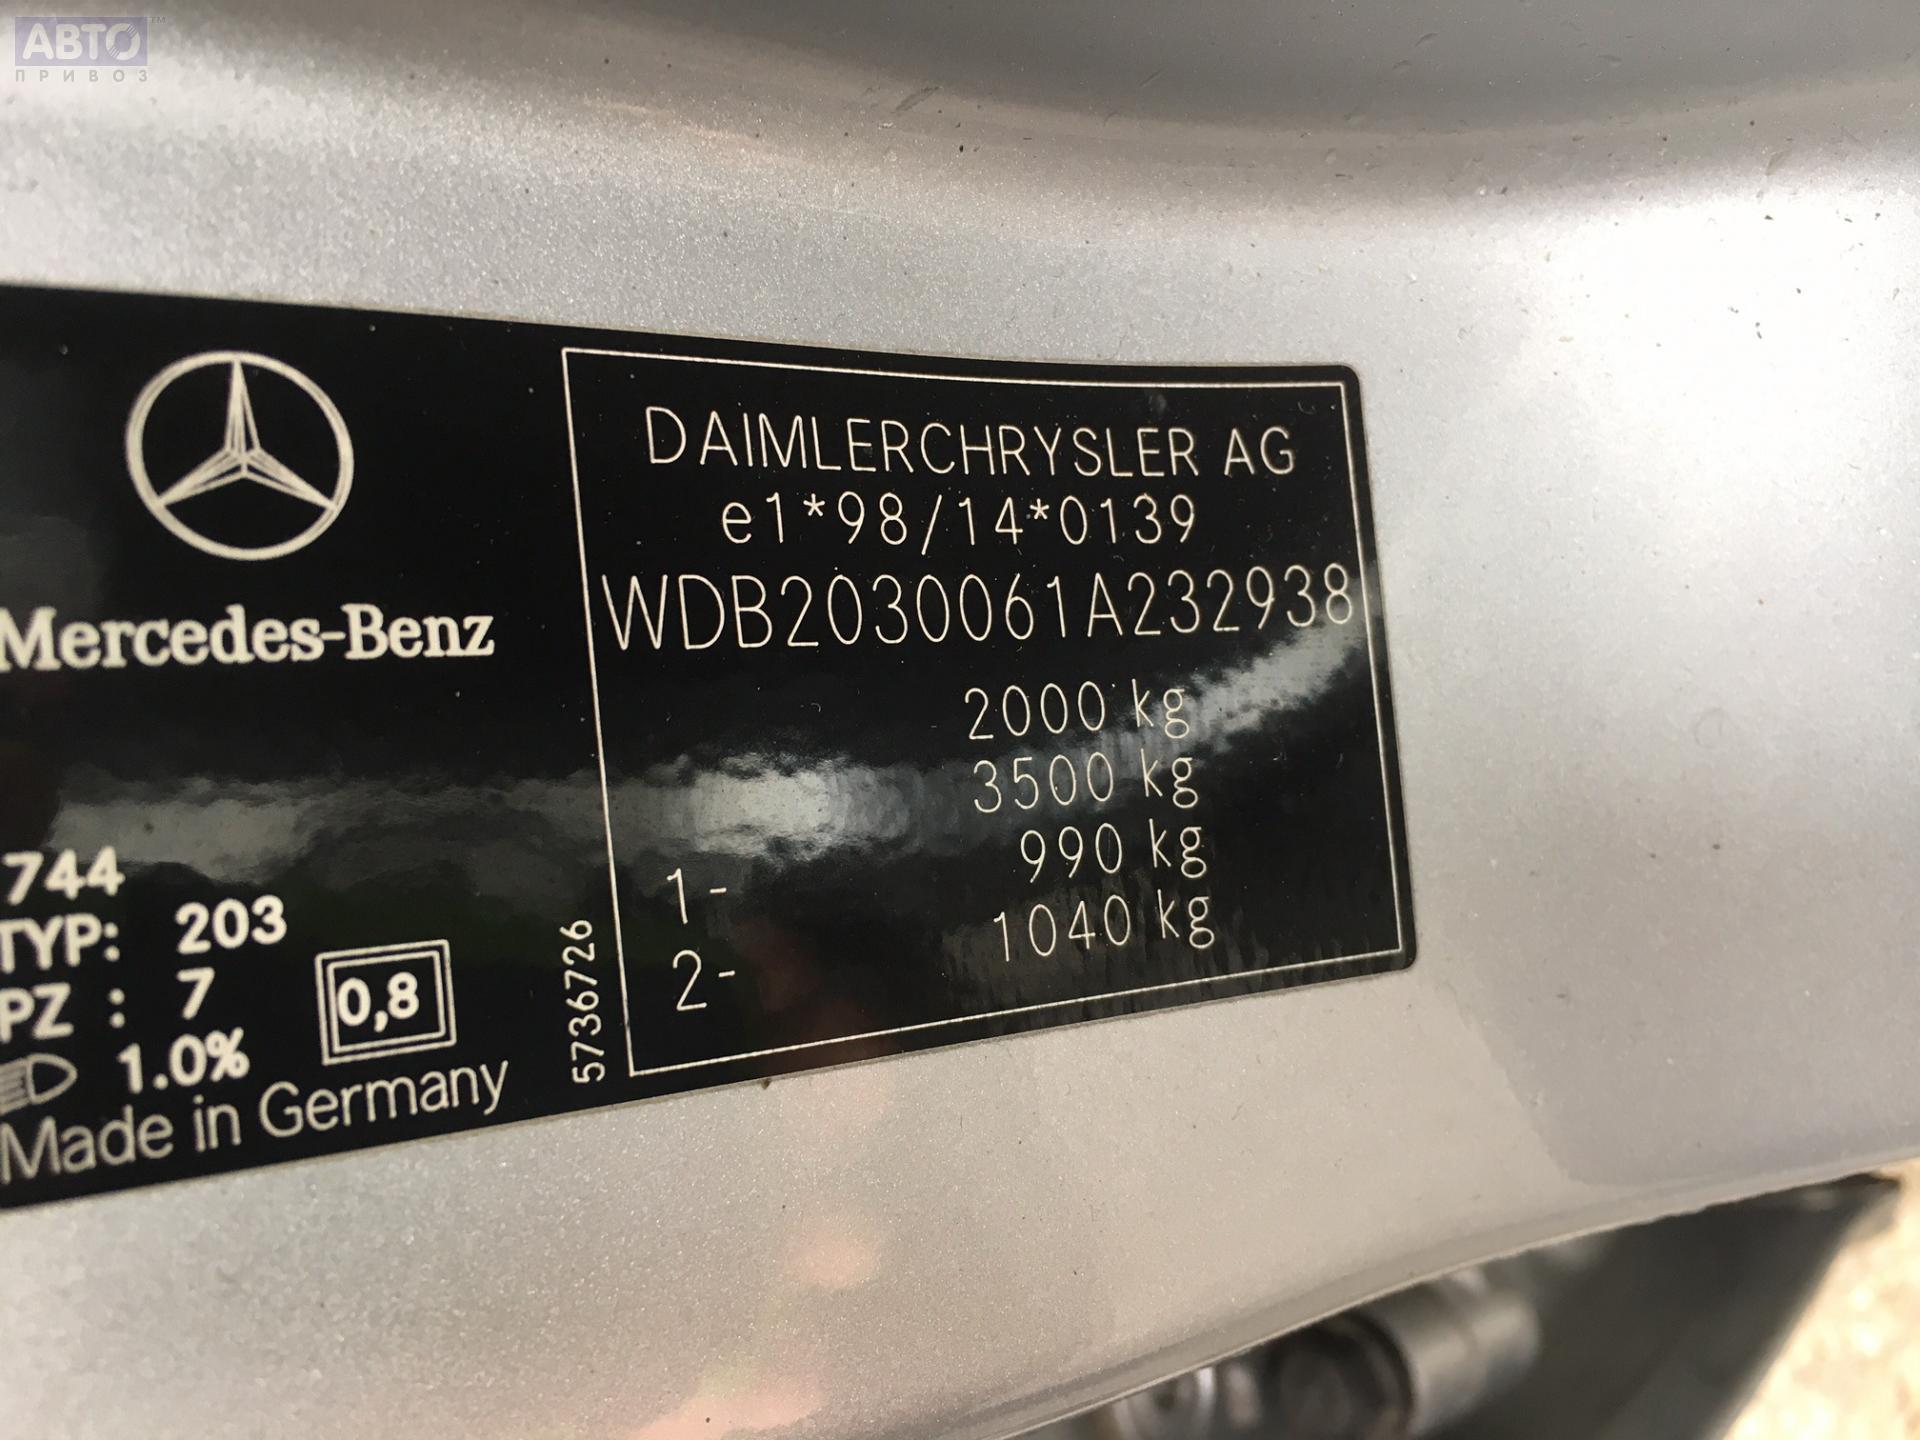 АВТО™
ПРИВОЗ
DAIMLERCHRYSLER AG
e1*98/14*0139
WDB2030061A232938
2000 kg
3500 kg
1- 990 kg
2- 1040 kg
Mercedes-Benz
744
TYP: 203
PZ : 7
0,8
1.0%
Made in Germany
5736726